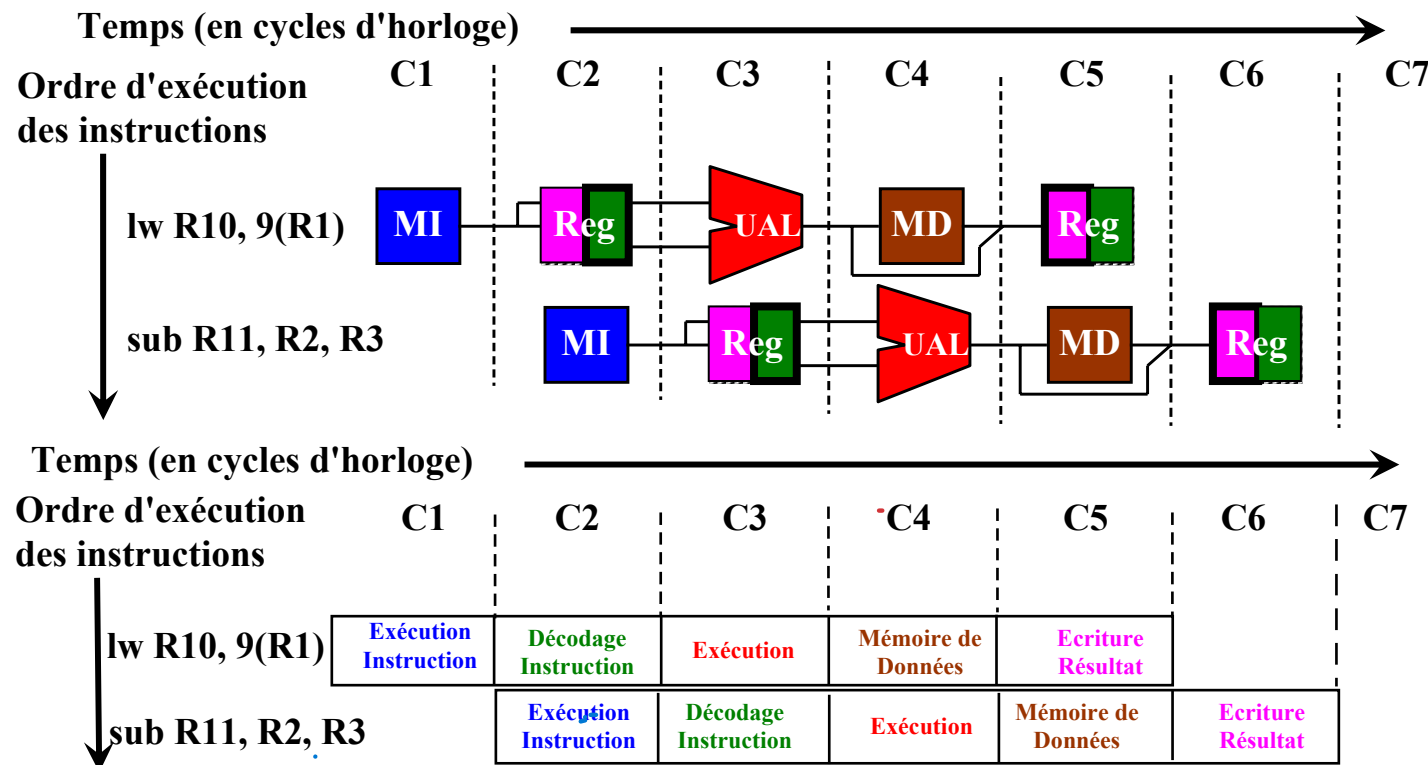 Temps (en cycles d'horloge)
Ordre d'exécution
des instructions
C1 C2 C3 C4 C5 C6 C7
lw R10, 9(R1) MI Reg UAL MD Reg
sub R11, R2, R3 MI Reg UAL MD Reg
Temps (en cycles d'horloge)
Ordre d'exécution
des instructions
C1 C2 C3 C4 C5 C6 C7
lw R10, 9(R1)
Exécution
Instruction
Décodage
Instruction
Exécution
Mémoire de
Données
Ecriture
Résultat
sub R11, R2, R3
Exécution
Instruction
Décodage
Instruction
Exécution
Mémoire de
Données
Ecriture
Résultat